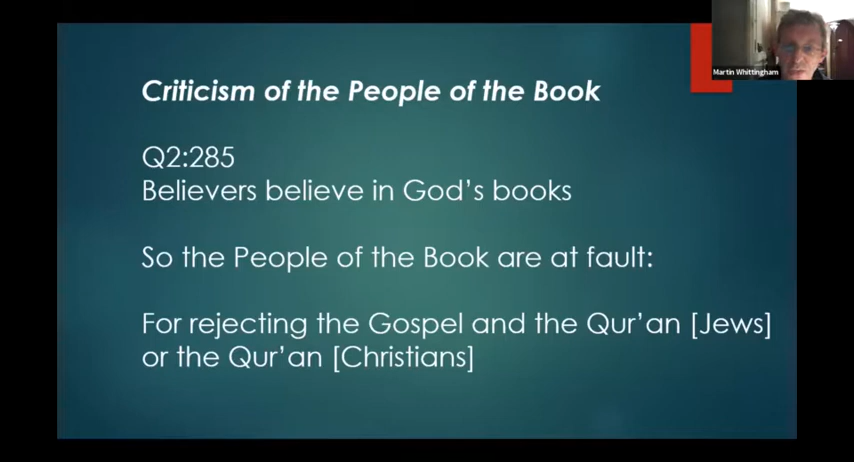 Martin Whittingham
Criticism of the People of the Book
Q2:285
Believers believe in God's books
So the People of the Book are at fault:
For rejecting the Gospel and the Qur'an [Jews]
or the Qur'an [Christians]